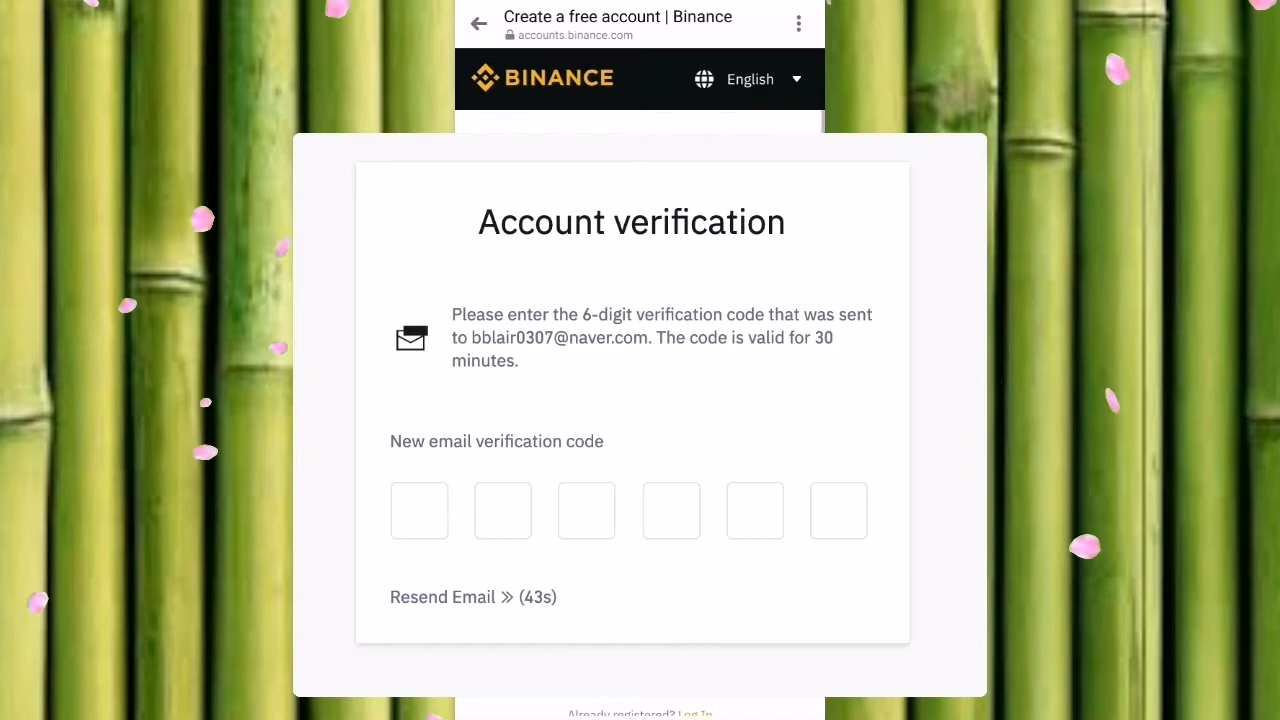 Create a free account | Binance
accounts.binance.com
BINANCE
English
Account verification
Please enter the 6-digit verification code that was sent
to bblair0307@naver.com. The code is valid for 30
minutes.
New email verification code
Resend Email » (43s)
Already registered? Log In